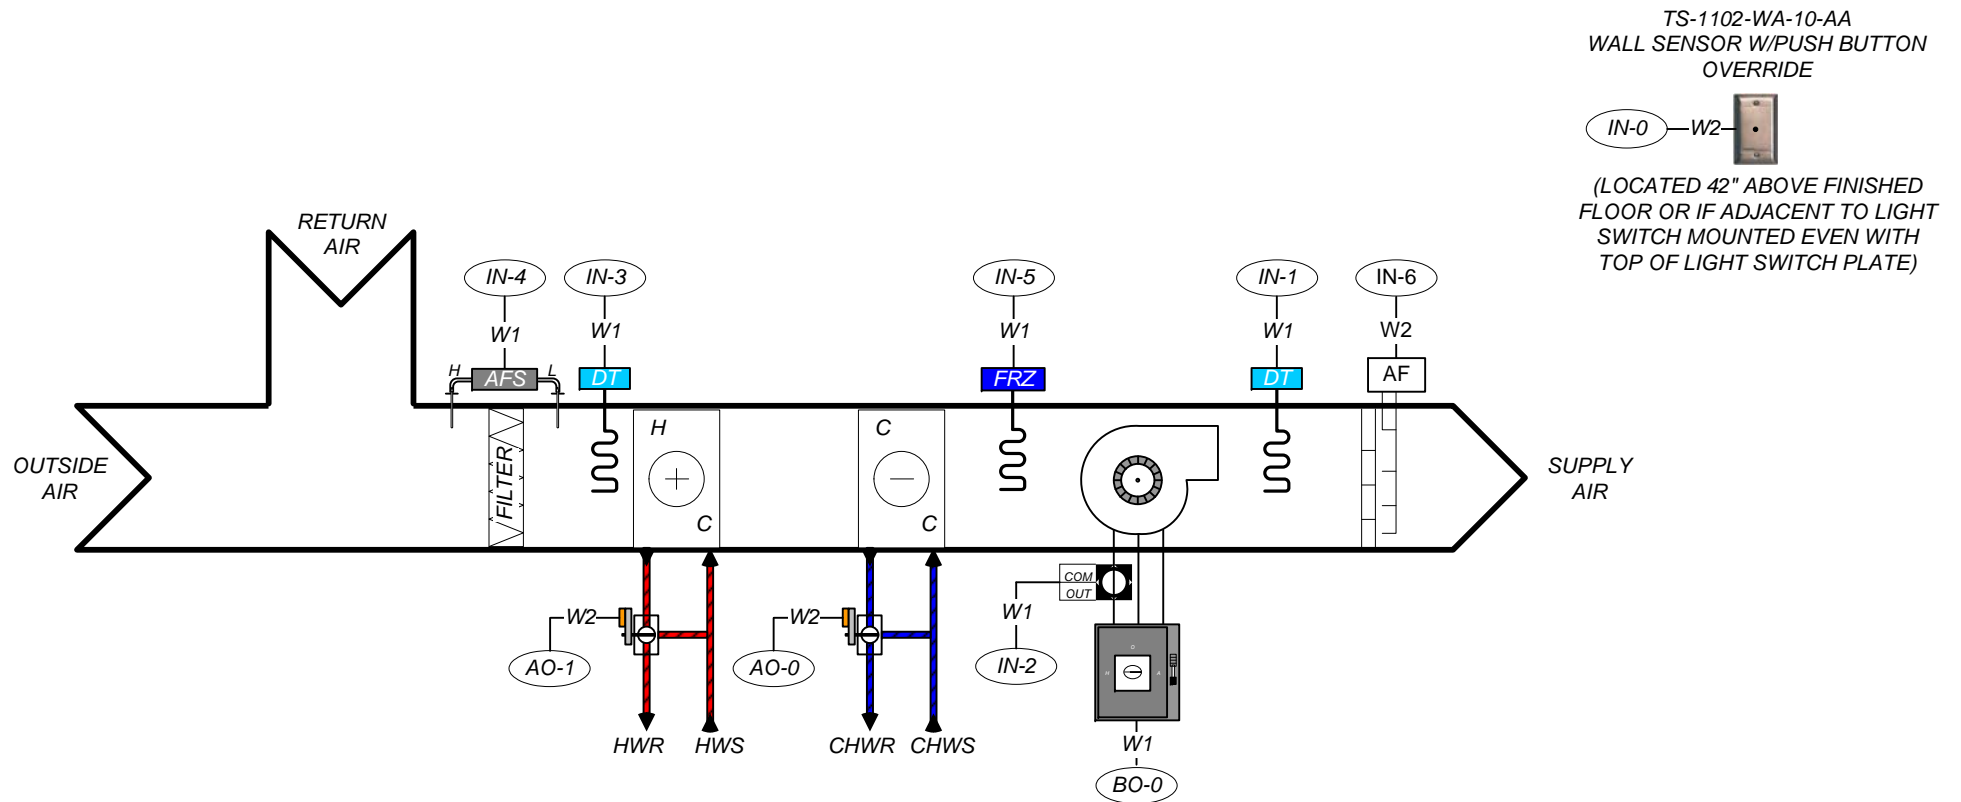 TS-1102-WA-10-AA
WALL SENSOR W/PUSH BUTTON
OVERRIDE
IN-0
W2
(LOCATED 42" ABOVE FINISHED
FLOOR OR IF ADJACENT TO LIGHT
SWITCH MOUNTED EVEN WITH
TOP OF LIGHT SWITCH PLATE)
RETURN
AIR
IN-4
IN-3
IN-5
IN-1
IN-6
W1
W1
W1
W1
W2
H
AFS
L
DT
FRZ
DT
AF
OUTSIDE
AIR
FILTER
H
C
C
C
SUPPLY
AIR
COM
OUT
W2
W2
W1
AO-1
AO-0
IN-2
O
H
A
HWR
HWS
CHWR
CHWS
W1
BO-0